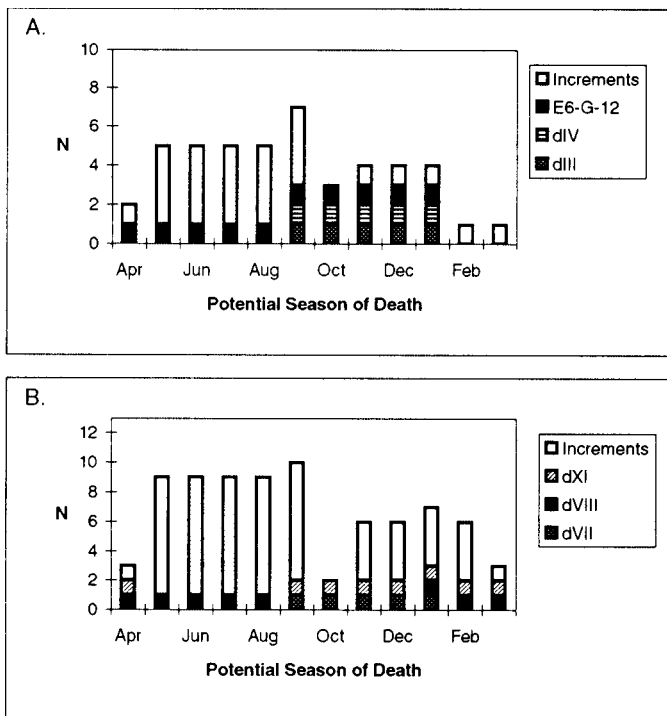 A.
10
8
6
4
2
0
N
Apr Jun Aug Oct Dec Feb
Potential Season of Death
Increments
E6-G-12
dIV
dIII
B.
12
10
8
6
4
2
0
N
Apr Jun Aug Oct Dec Feb
Potential Season of Death
Increments
dXI
dVIII
dVII